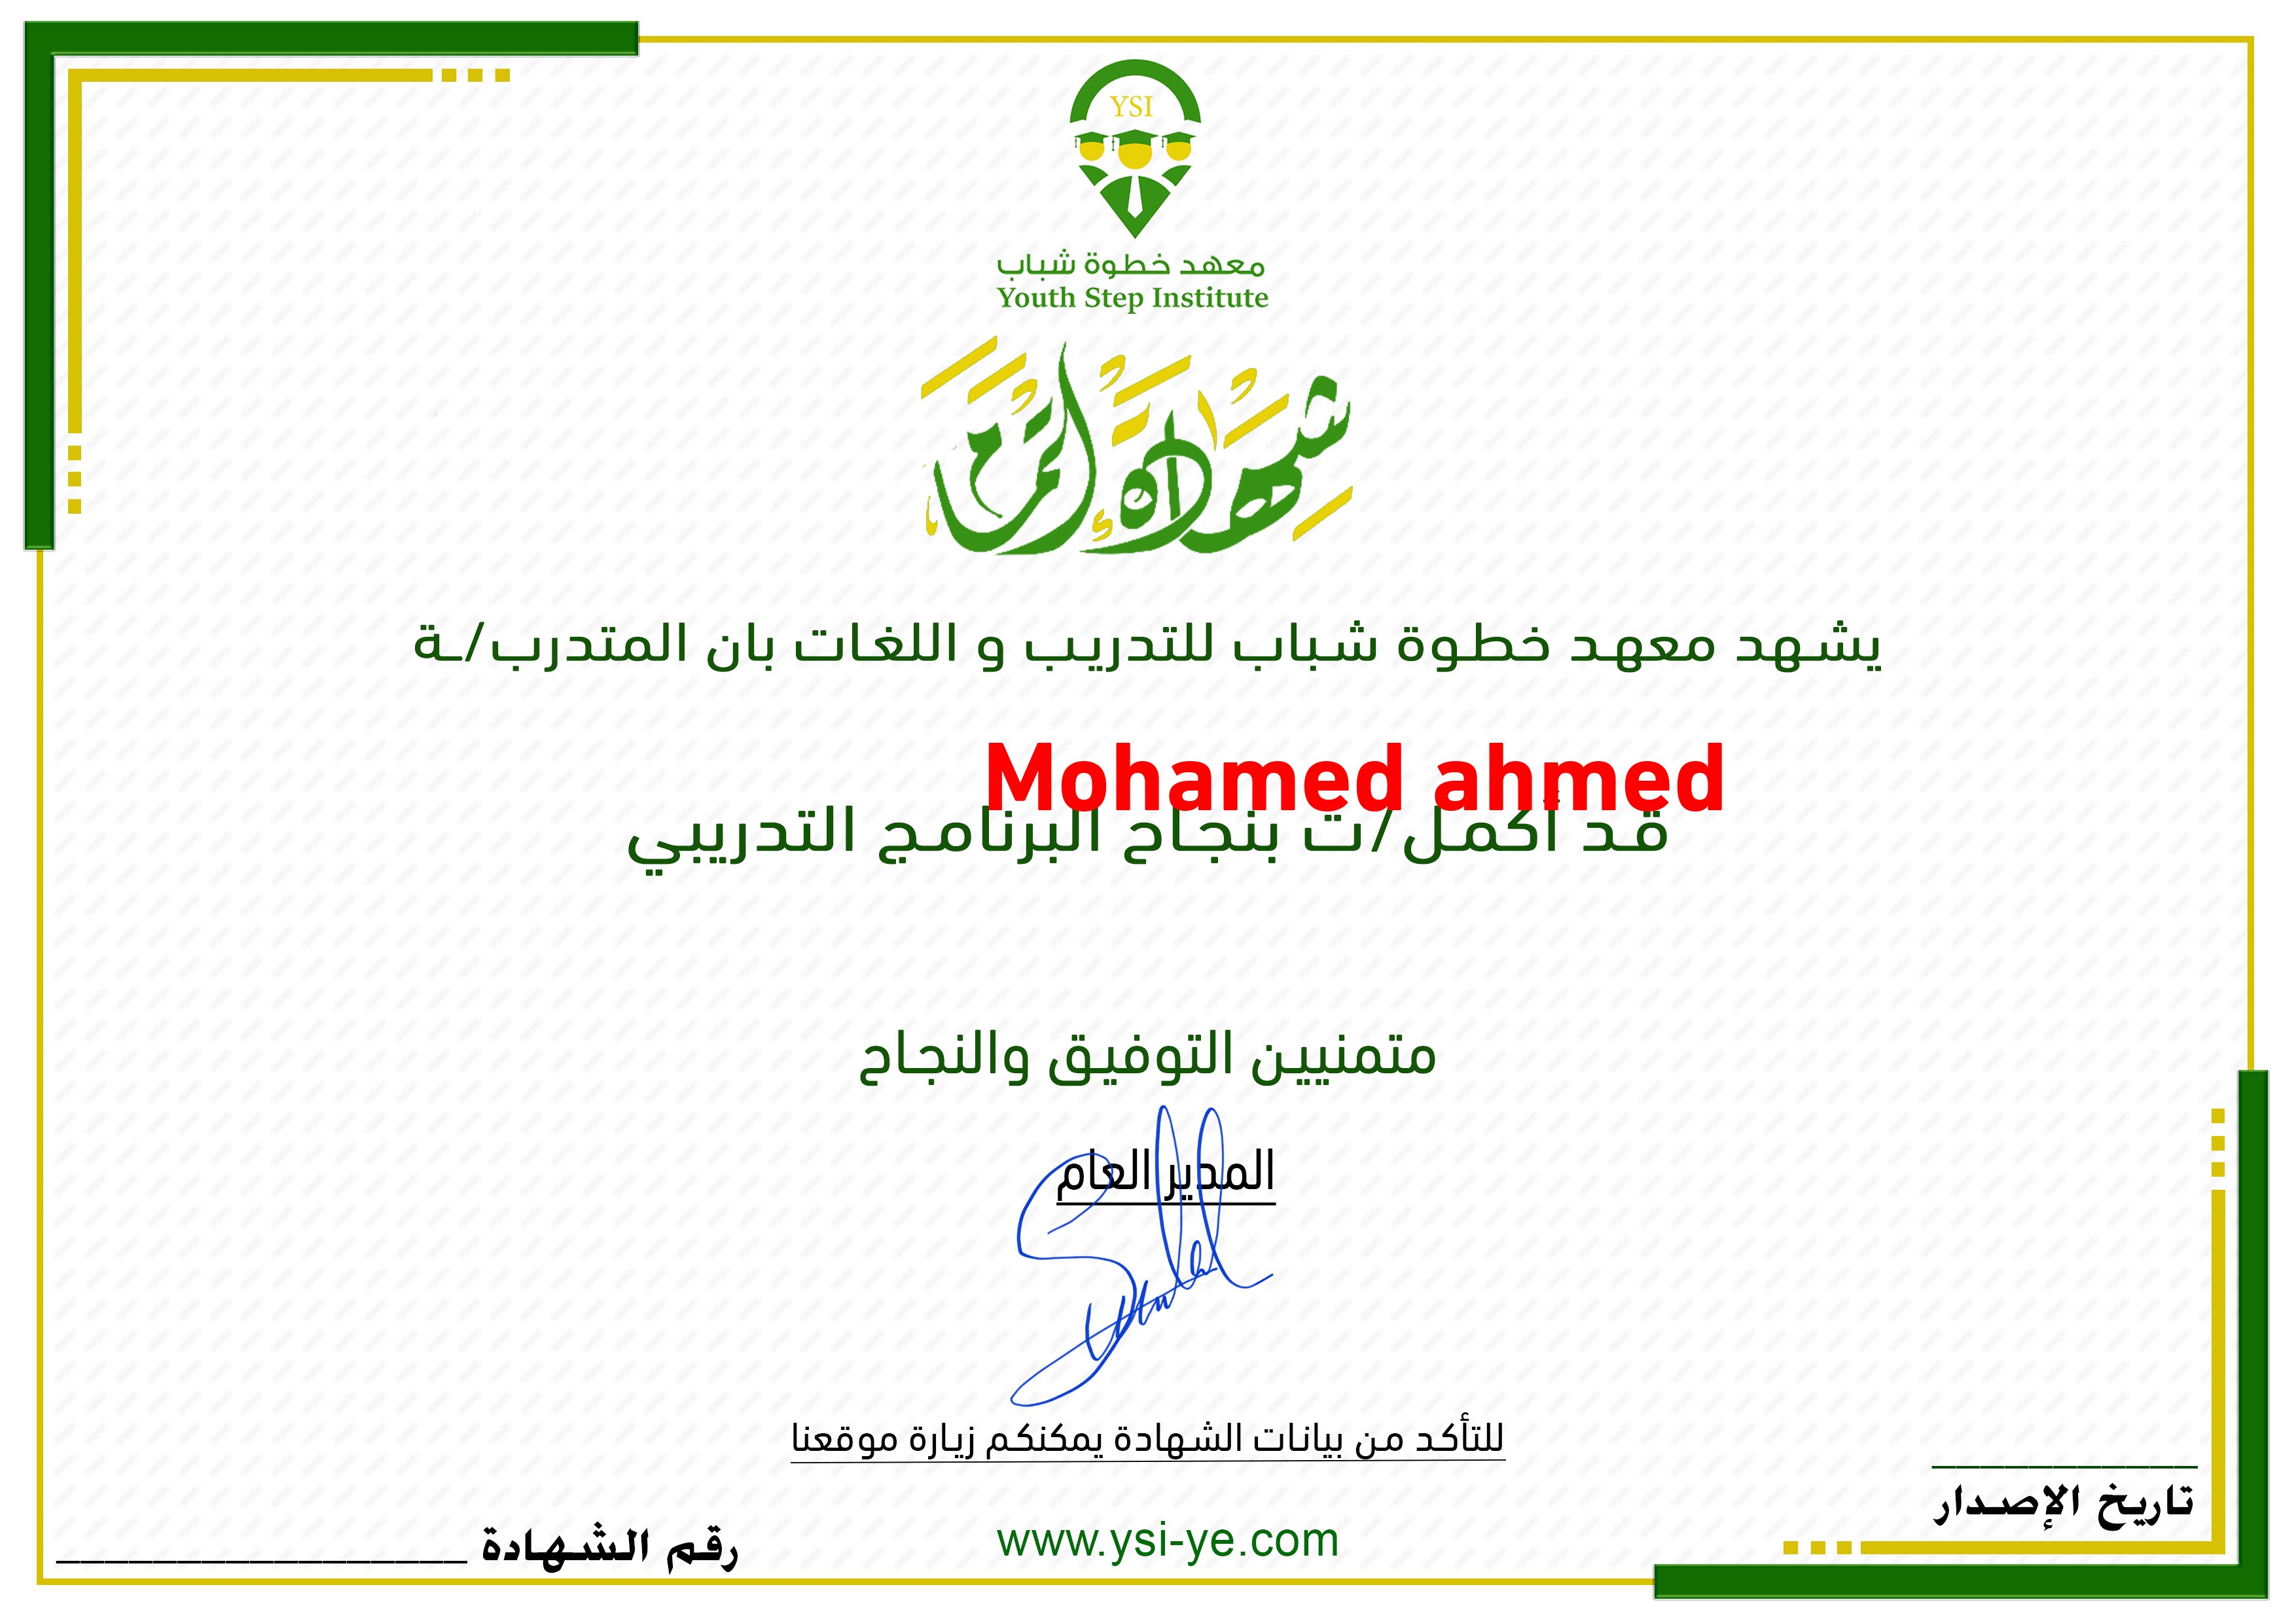 YSI
معهد خطوة شباب
Youth Step Institute
شهادة إتمام
يشهد معهد خطوة شباب للتدريب و اللغات بان المتدرب/ـة
Mohamed ahmed
قد أكمل/ت بنجاح البرنامج التدريبي
متمنيين التوفيق والنجاح
المدير العام
للتأكد من بيانات الشهادة يمكنكم زيارة موقعنا
تاريخ الإصدار
رقم الشهادة
www.ysi-ye.com